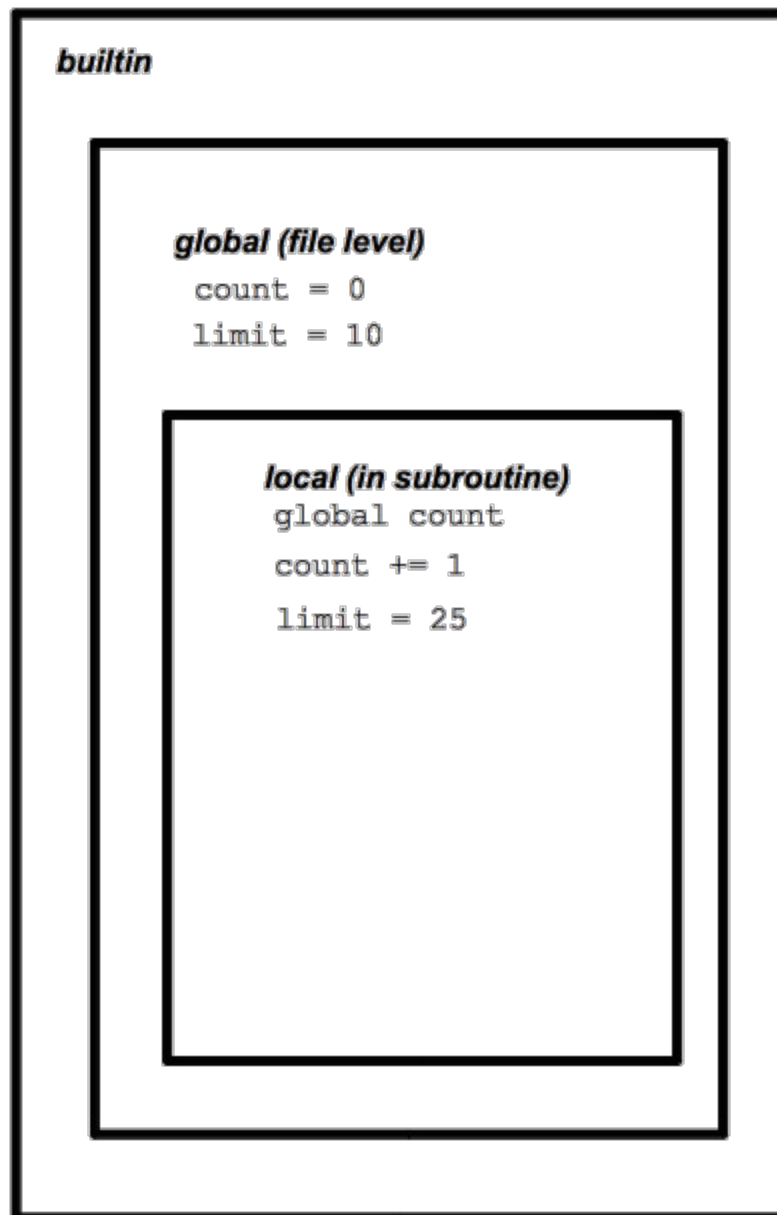 builtin
global (file level)
count = 0
limit = 10
local (in subroutine)
global count
count += 1
limit = 25